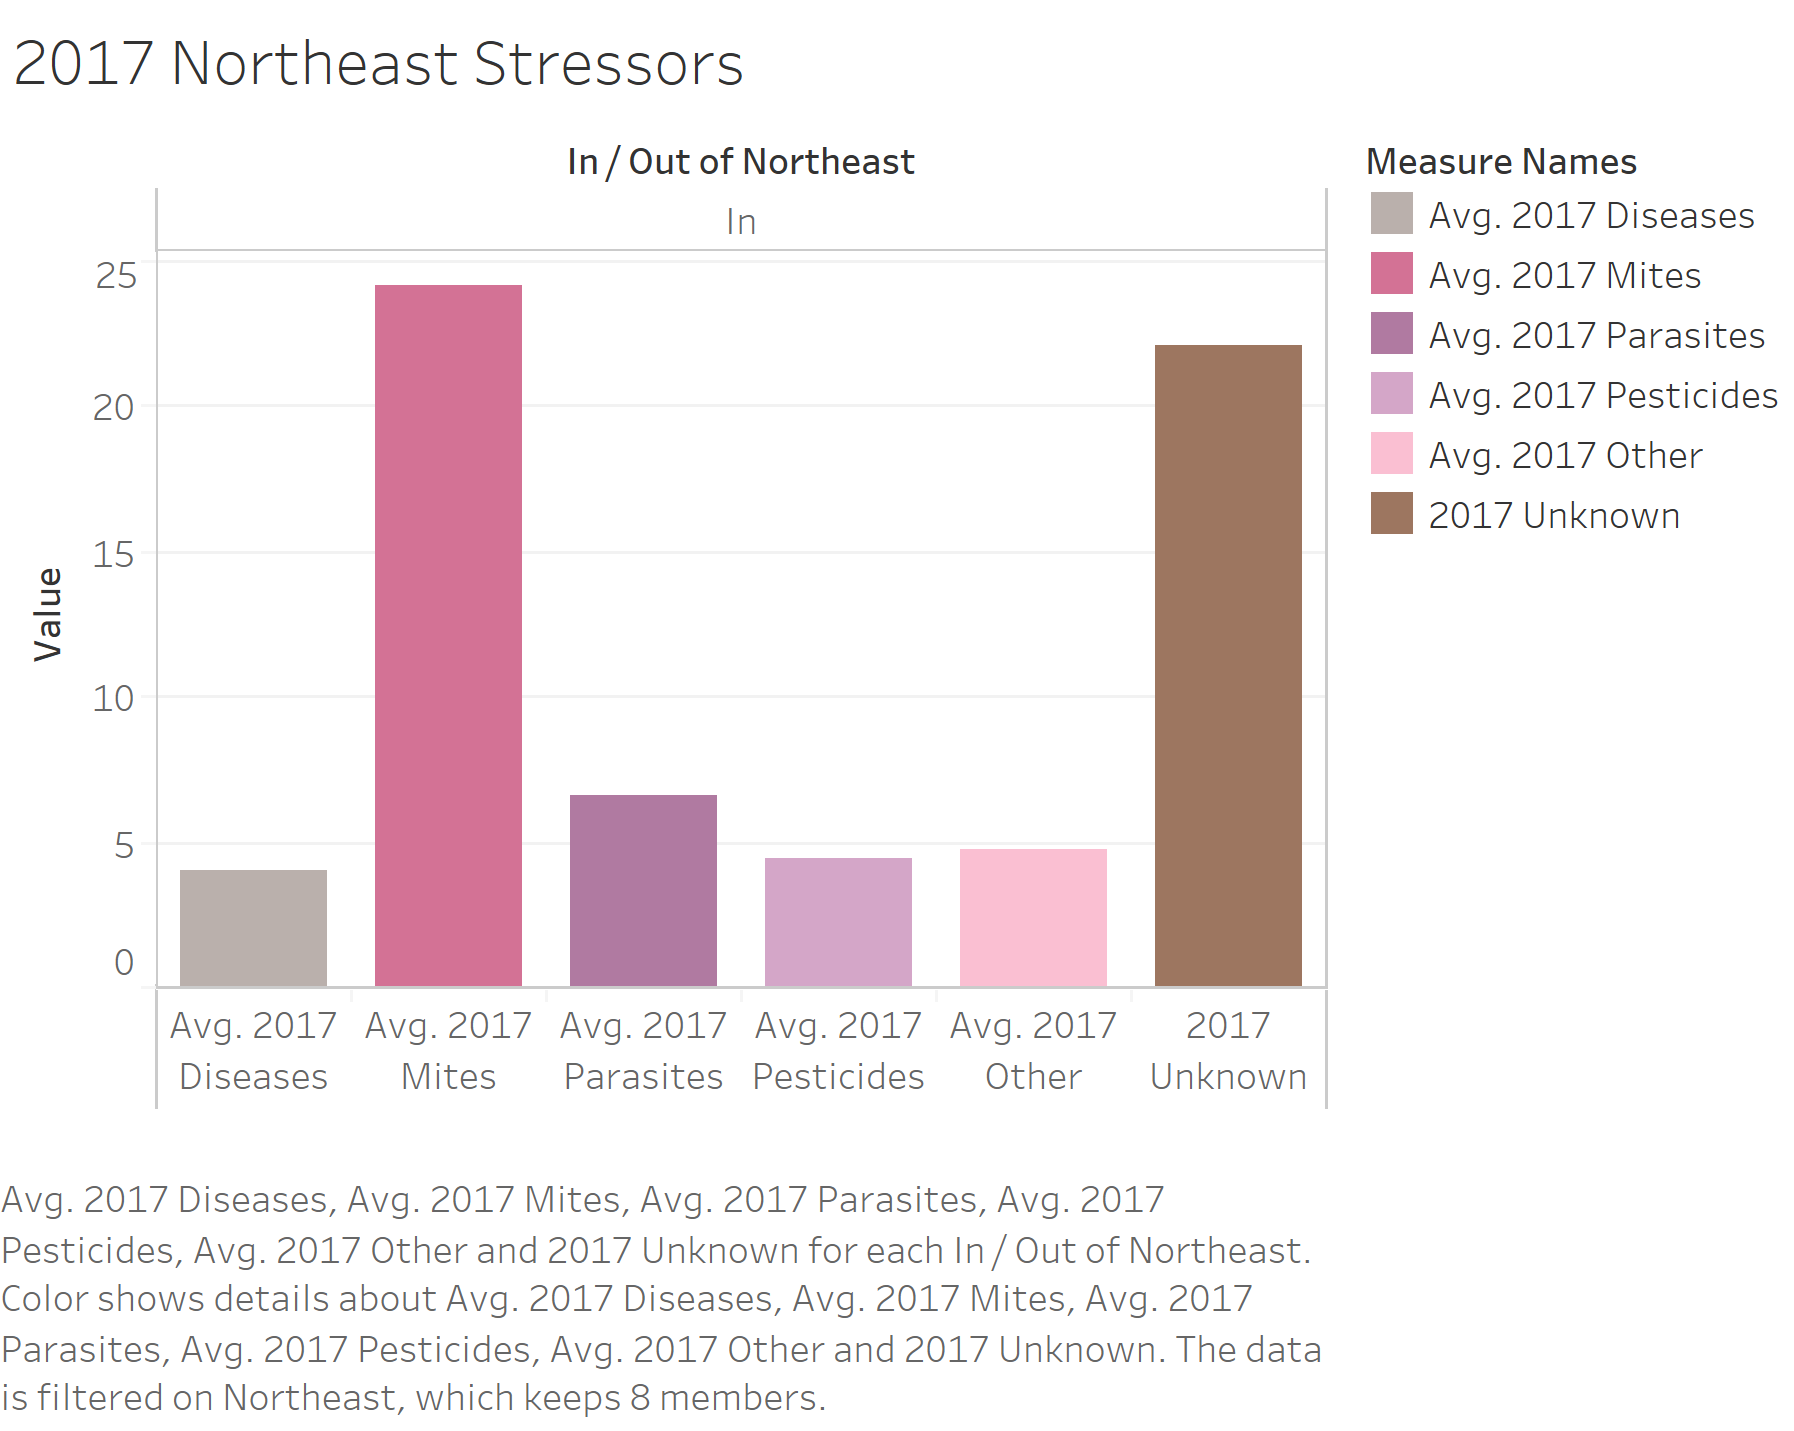 2017 Northeast Stressors
In / Out of Northeast
In
Measure Names
Avg. 2017 Diseases
Avg. 2017 Mites
Avg. 2017 Parasites
Avg. 2017 Pesticides
Avg. 2017 Other
2017 Unknown
25
20
15
10
5
0
Value
Avg. 2017 Diseases
Avg. 2017 Mites
Avg. 2017 Parasites
Avg. 2017 Pesticides
Avg. 2017 Other
2017 Unknown
Avg. 2017 Diseases, Avg. 2017 Mites, Avg. 2017 Parasites, Avg. 2017
Pesticides, Avg. 2017 Other and 2017 Unknown for each In / Out of Northeast.
Color shows details about Avg. 2017 Diseases, Avg. 2017 Mites, Avg. 2017
Parasites, Avg. 2017 Pesticides, Avg. 2017 Other and 2017 Unknown. The data
is filtered on Northeast, which keeps 8 members.